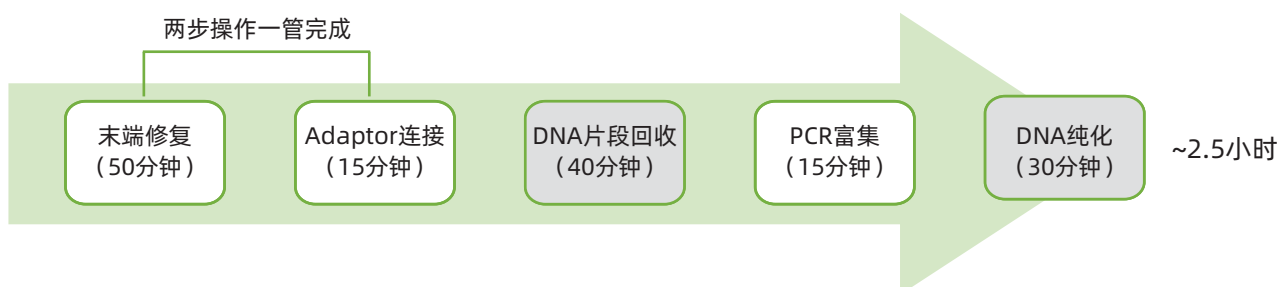 两步操作一管完成
末端修复
（50分钟）
Adaptor连接
（15分钟）
DNA片段回收
（40分钟）
PCR富集
（15分钟）
DNA纯化
（30分钟）
~2.5小时